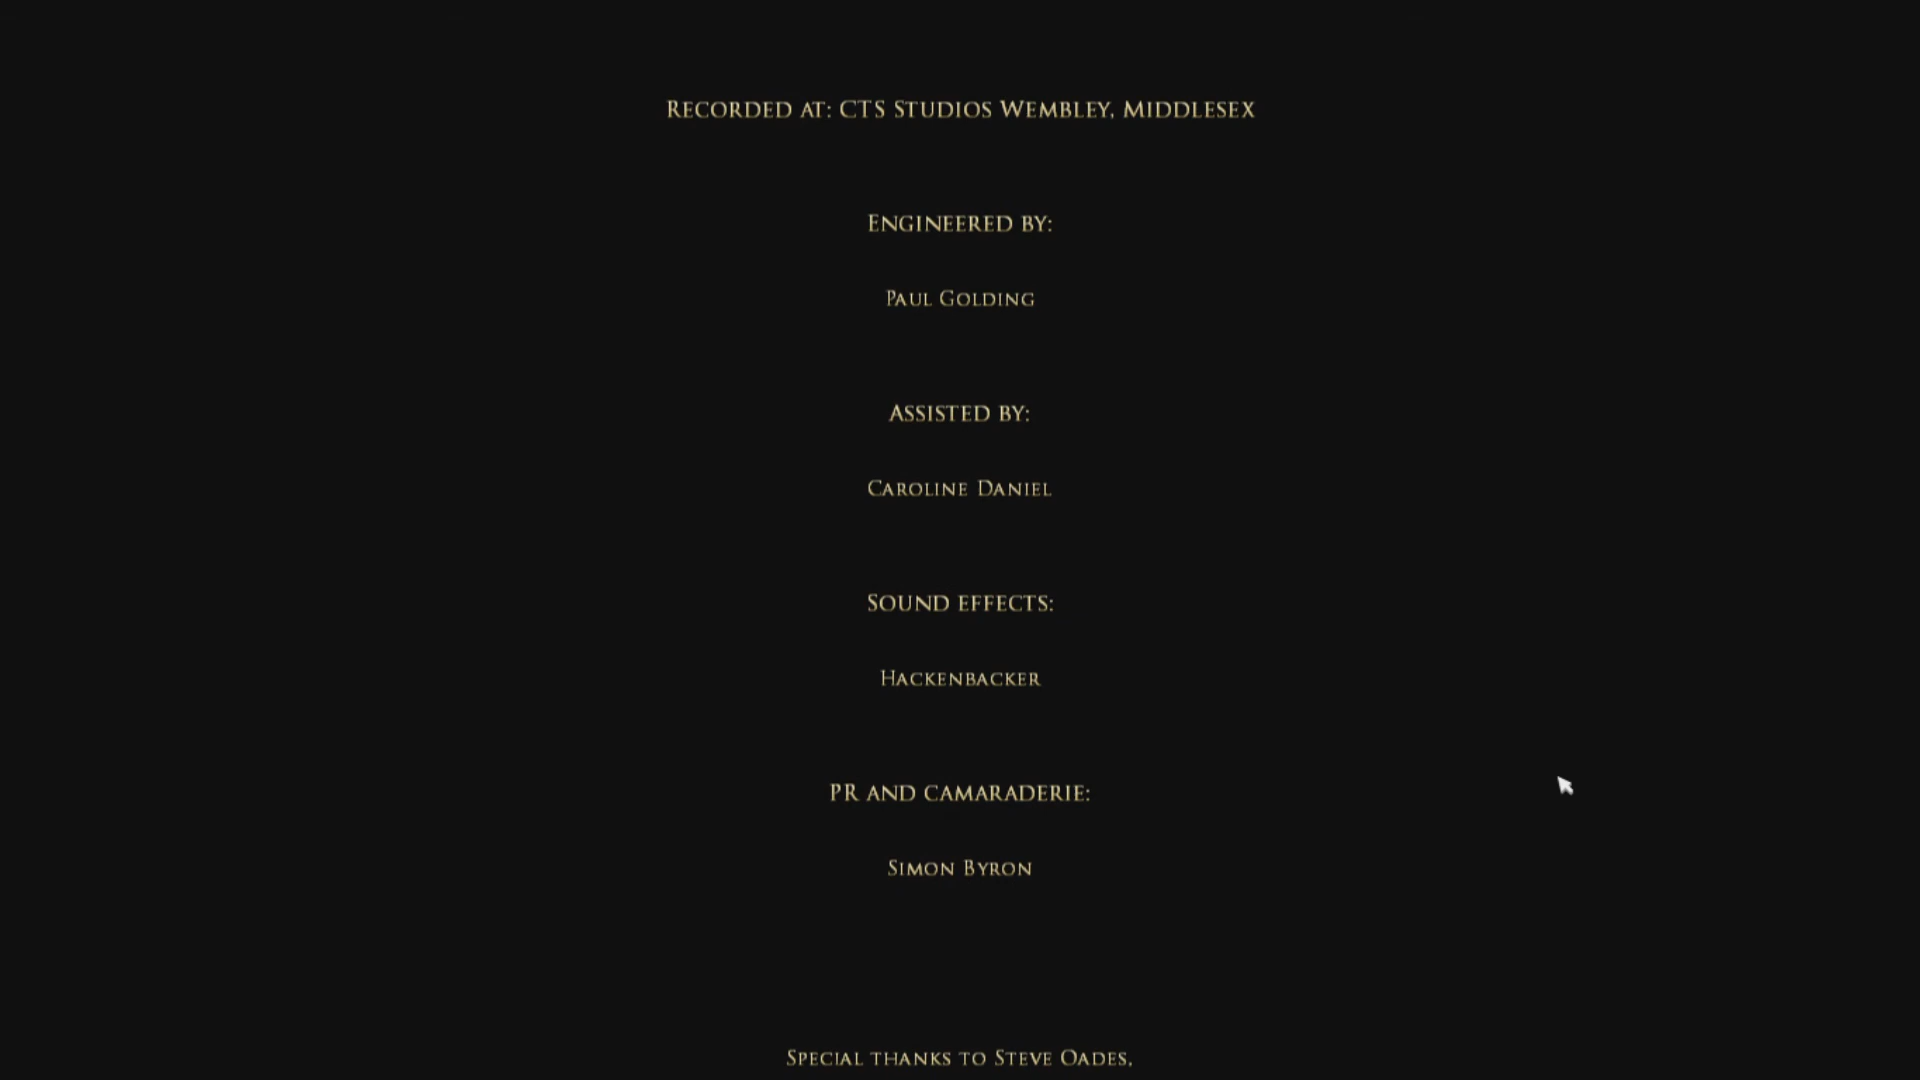 Recorded at: CTS Studios Wembley, Middlesex
Engineered by:
Paul Golding
Assisted by:
Caroline Daniel
Sound effects:
Hackenbacker
PR and camaraderie:
Simon Byron
Special thanks to Steve Oades,